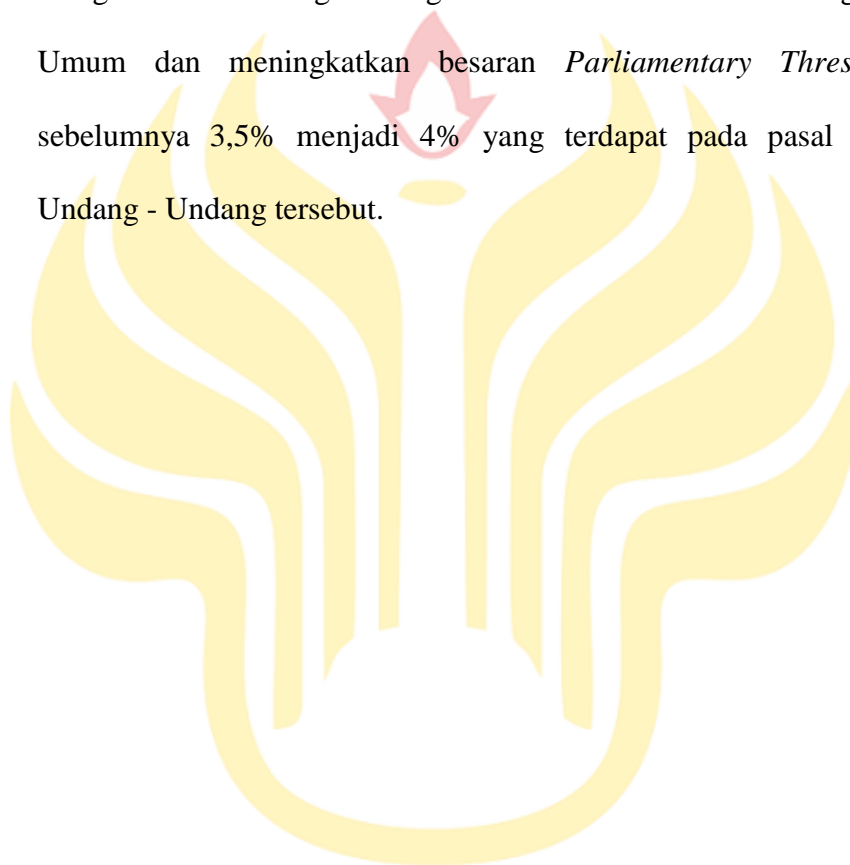 Umum dan meningkatkan besaran Parliamentary Thres
sebelumnya 3,5% menjadi 4% yang terdapat pada pasal
Undang - Undang tersebut.